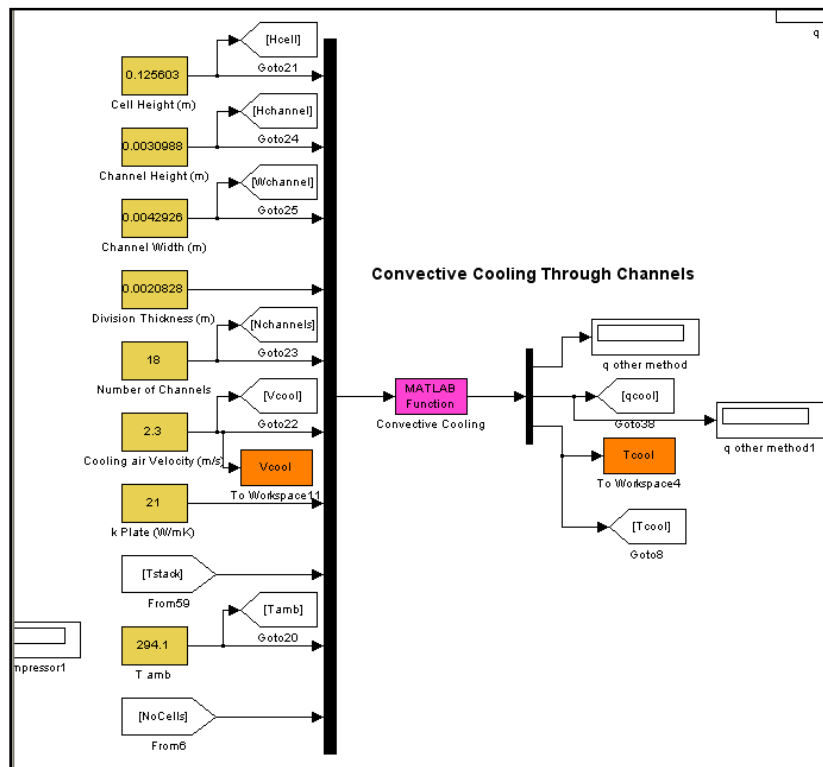 q
[Hcell]
Goto21
0.125603
Cell Height (m)
[Hchannel]
Goto24
0.0030988
Channel Height (m)
[Wchannel]
Goto25
0.0042926
Channel Width (m)
Convective Cooling Through Channels
0.0020828
Division Thickness (m)
[Nchannels]
Goto23
18
Number of Channels
q other method
MATLAB
Function
Convective Cooling
[qcool]
Goto38
q other method1
[Vcool]
Goto22
2.3
Cooling air Velocity (m/s)
Vcool
To Workspace11
Tcool
To Workspace4
21
k Plate (W/mK)
[Tcool]
Goto8
[Tstack]
From59
[Tamb]
Goto20
294.1
T amb
mpressor1
[NoCells]
From6